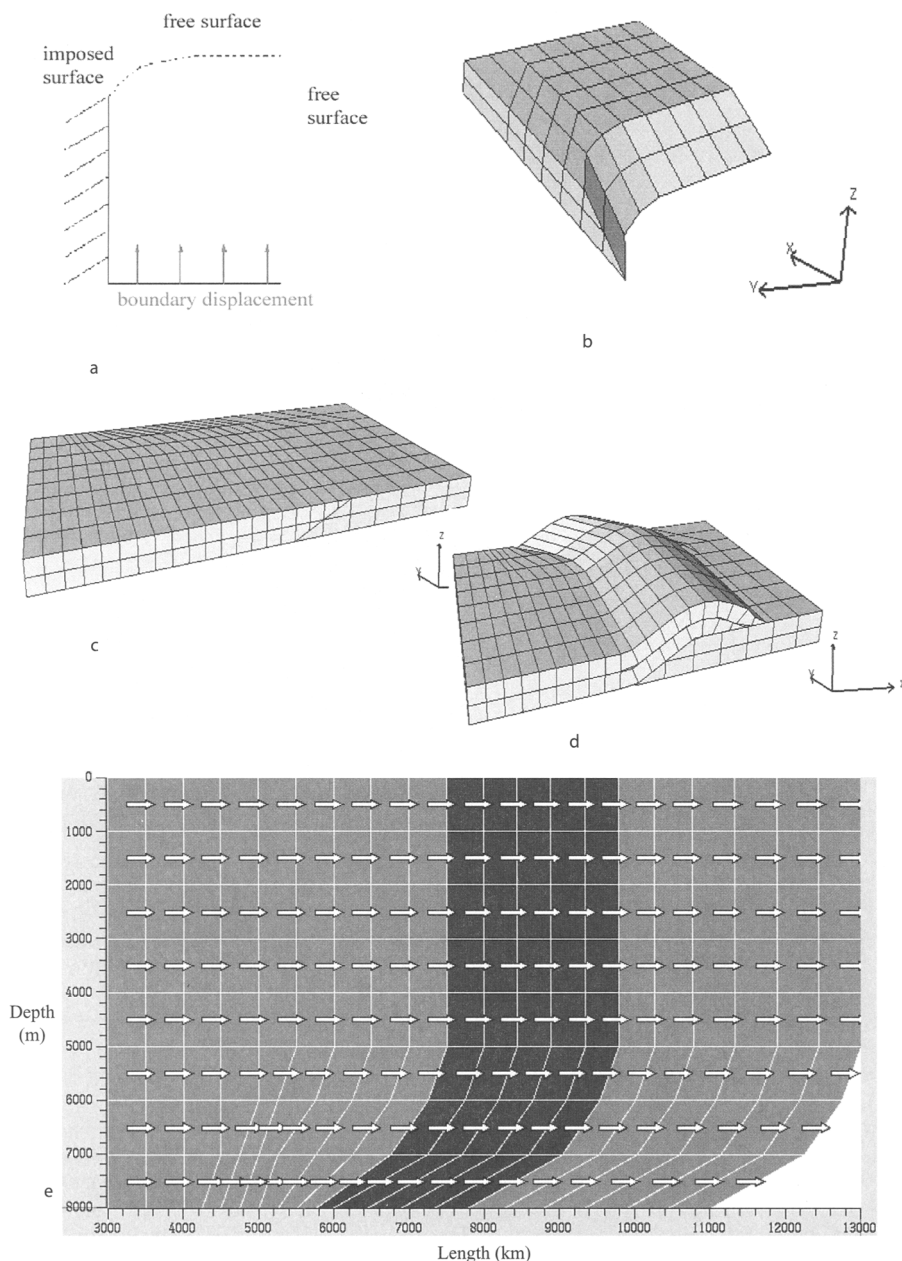 free surface
imposed
surface
free
surface
boundary displacement
a
Z
X
Y
b
z
Y
c
z
Y
x
d
0
1000
2000
3000
4000
Depth
(m)
5000
6000
7000
e
8000
3000 4000 5000 6000 7000 8000 9000 10000 11000 12000 13000
Length (km)